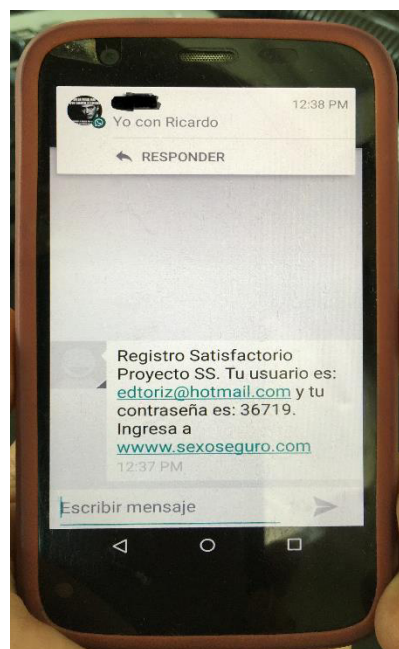 12:38 PM
Yo con Ricardo
RESPONDER
Registro Satisfactorio
Proyecto SS. Tu usuario es:
edtoriz@hotmail.com y tu
contraseña es: 36719.
Ingresa a
wwww.sexoseguro.com
12:37 PM
Escribir mensaje